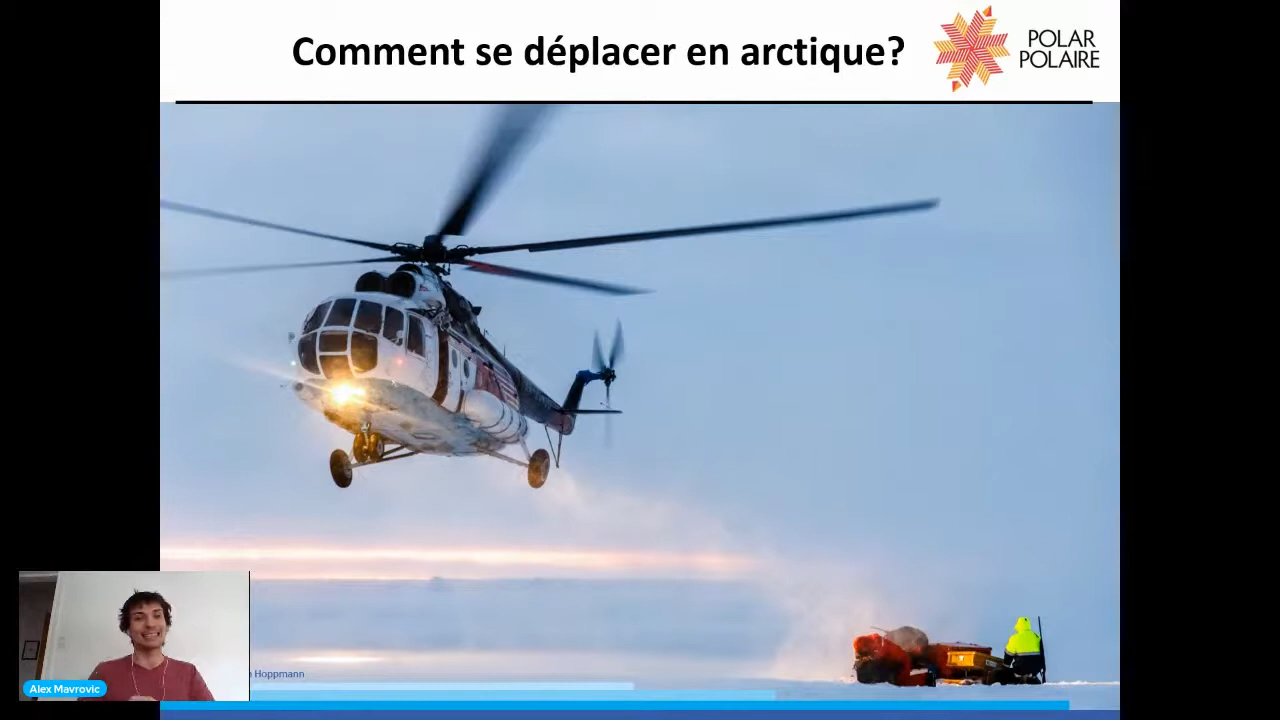 Comment se déplacer en arctique?
POLAR
POLAIRE
Hoppmann
Alex Mavrovic